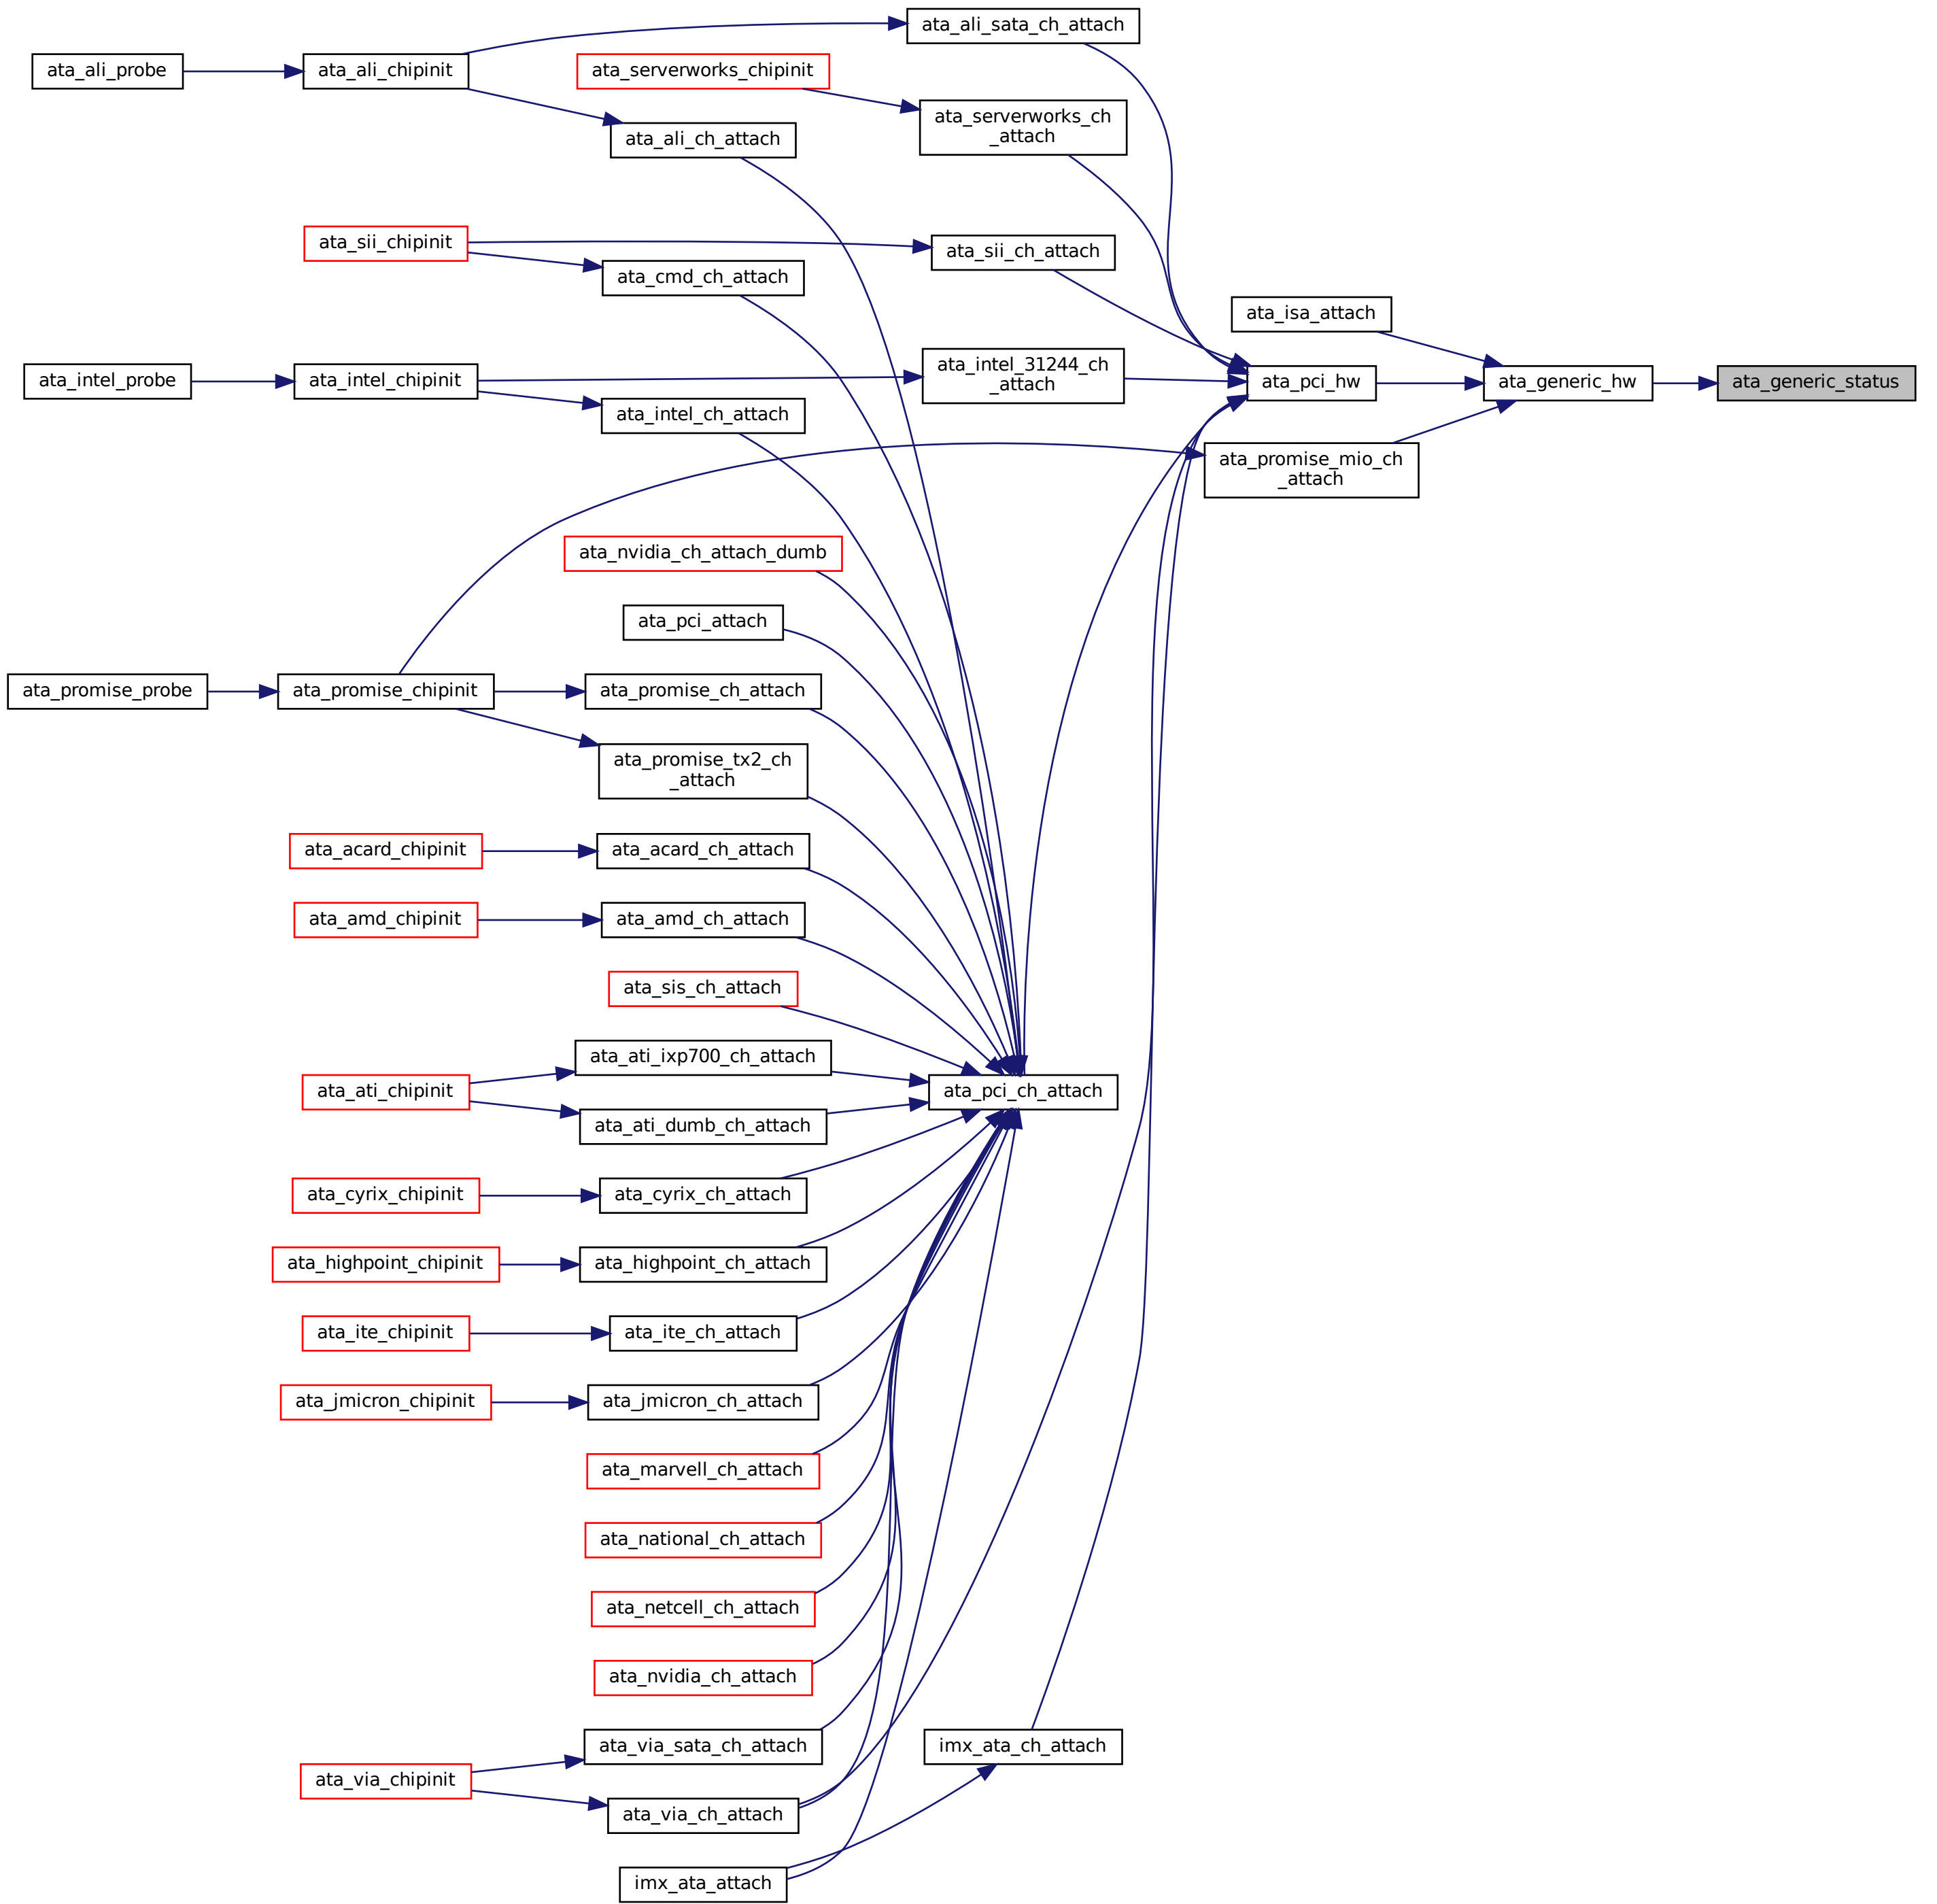 ata_ali_sata_ch_attach
ata_ali_probe
ata_ali_chipinit
ata_serverworks_chipinit
ata_serverworks_ch
_attach
ata_ali_ch_attach
ata_sii_chipinit
ata_sii_ch_attach
ata_cmd_ch_attach
ata_isa_attach
ata_intel_probe
ata_intel_chipinit
ata_intel_31244_ch
_attach
ata_pci_hw
ata_generic_hw
ata_generic_status
ata_intel_ch_attach
ata_promise_mio_ch
_attach
ata_nvidia_ch_attach_dumb
ata_pci_attach
ata_promise_probe
ata_promise_chipinit
ata_promise_ch_attach
ata_promise_tx2_ch
_attach
ata_acard_chipinit
ata_acard_ch_attach
ata_amd_chipinit
ata_amd_ch_attach
ata_sis_ch_attach
ata_ati_ixp700_ch_attach
ata_ati_chipinit
ata_pci_ch_attach
ata_ati_dumb_ch_attach
ata_cyrix_chipinit
ata_cyrix_ch_attach
ata_highpoint_chipinit
ata_highpoint_ch_attach
ata_ite_chipinit
ata_ite_ch_attach
ata_jmicron_chipinit
ata_jmicron_ch_attach
ata_marvell_ch_attach
ata_national_ch_attach
ata_netcell_ch_attach
ata_nvidia_ch_attach
ata_via_sata_ch_attach
imx_ata_ch_attach
ata_via_chipinit
ata_via_ch_attach
imx_ata_attach